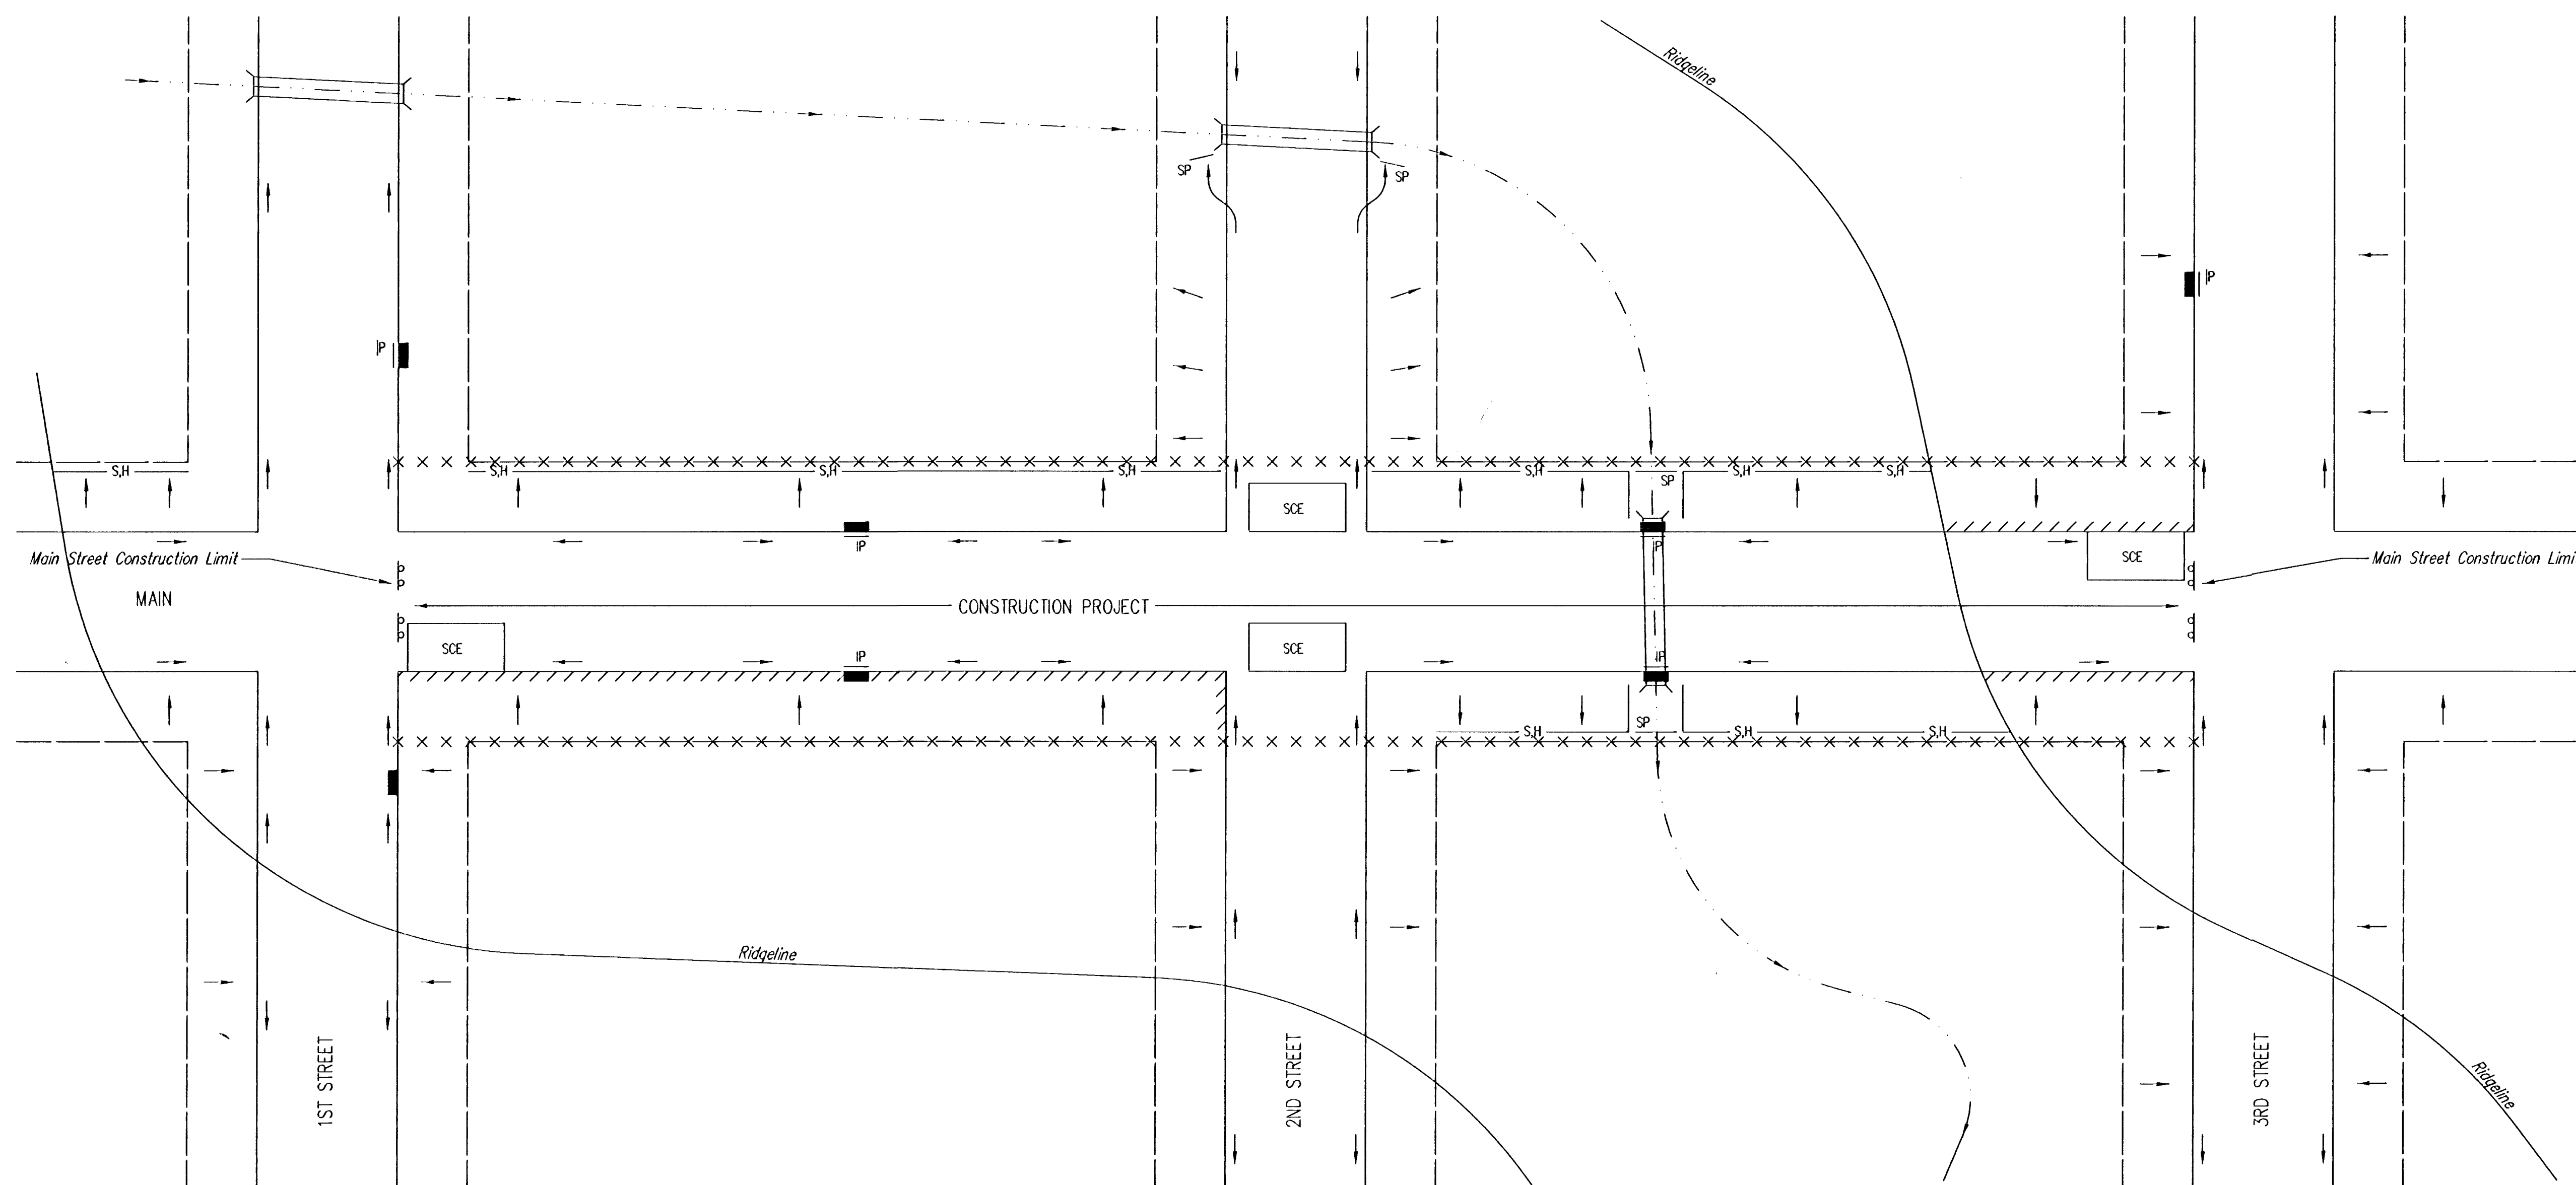 Ridgeline
SP
SP
IP
IP
S,H
S,H
S,H
S,H
S,H
SP
S,H
S,H
SCE
Main Street Construction Limit
IP
IP
SCE
MAIN
CONSTRUCTION PROJECT
SCE
IP
SCE
IP
Main Street Construction Limi
SP
S,H
S,H
S,H
Ridgeline
1ST STREET
2ND STREET
3RD STREET
Ridgeline